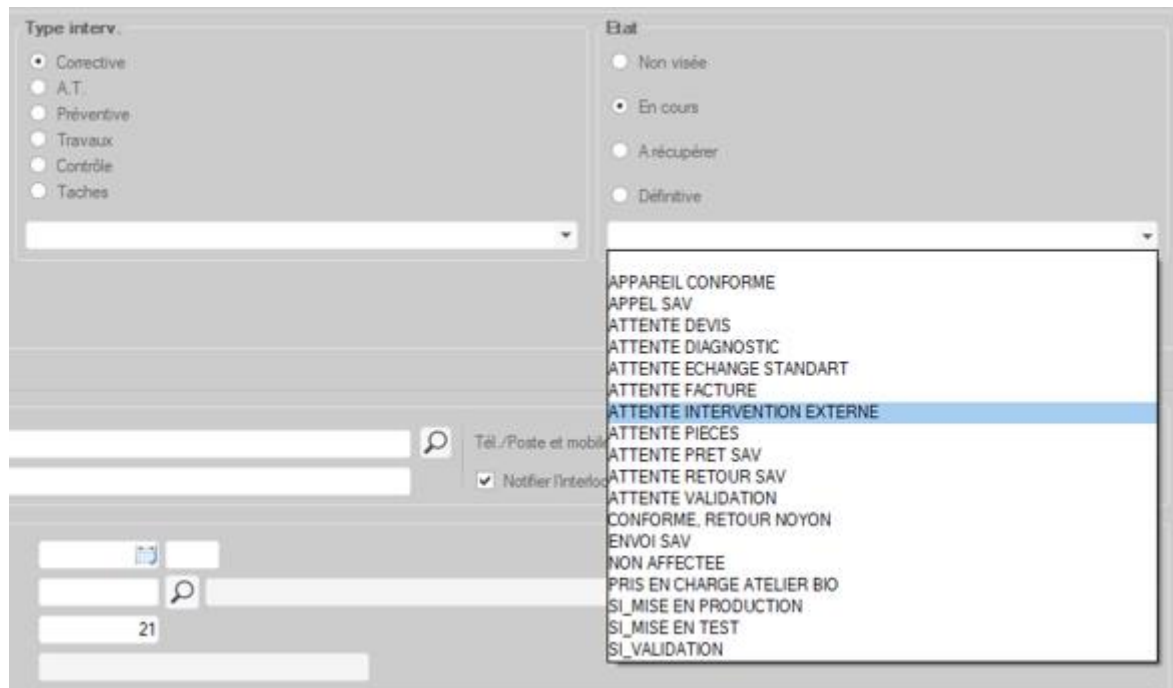 Type interv.
Corrective
A.T.
Préventive
Travaux
Contrôle
Taches
Etat
Non visée
En cours
A récupérer
Définitive
APPAREIL CONFORME
APPEL SAV
ATTENTE DEVIS
ATTENTE DIAGNOSTIC
ATTENTE ECHANGE STANDART
ATTENTE FACTURE
ATTENTE INTERVENTION EXTERNE
ATTENTE PIECES
ATTENTE PRET SAV
ATTENTE RETOUR SAV
ATTENTE VALIDATION
CONFORME, RETOUR NOYON
ENVOI SAV
NON AFFECTEE
PRIS EN CHARGE ATELIER BIO
SI_MISE EN PRODUCTION
SI_MISE EN TEST
SI_VALIDATION
Tél./Poste et mobile
Notifier l'interloc
21